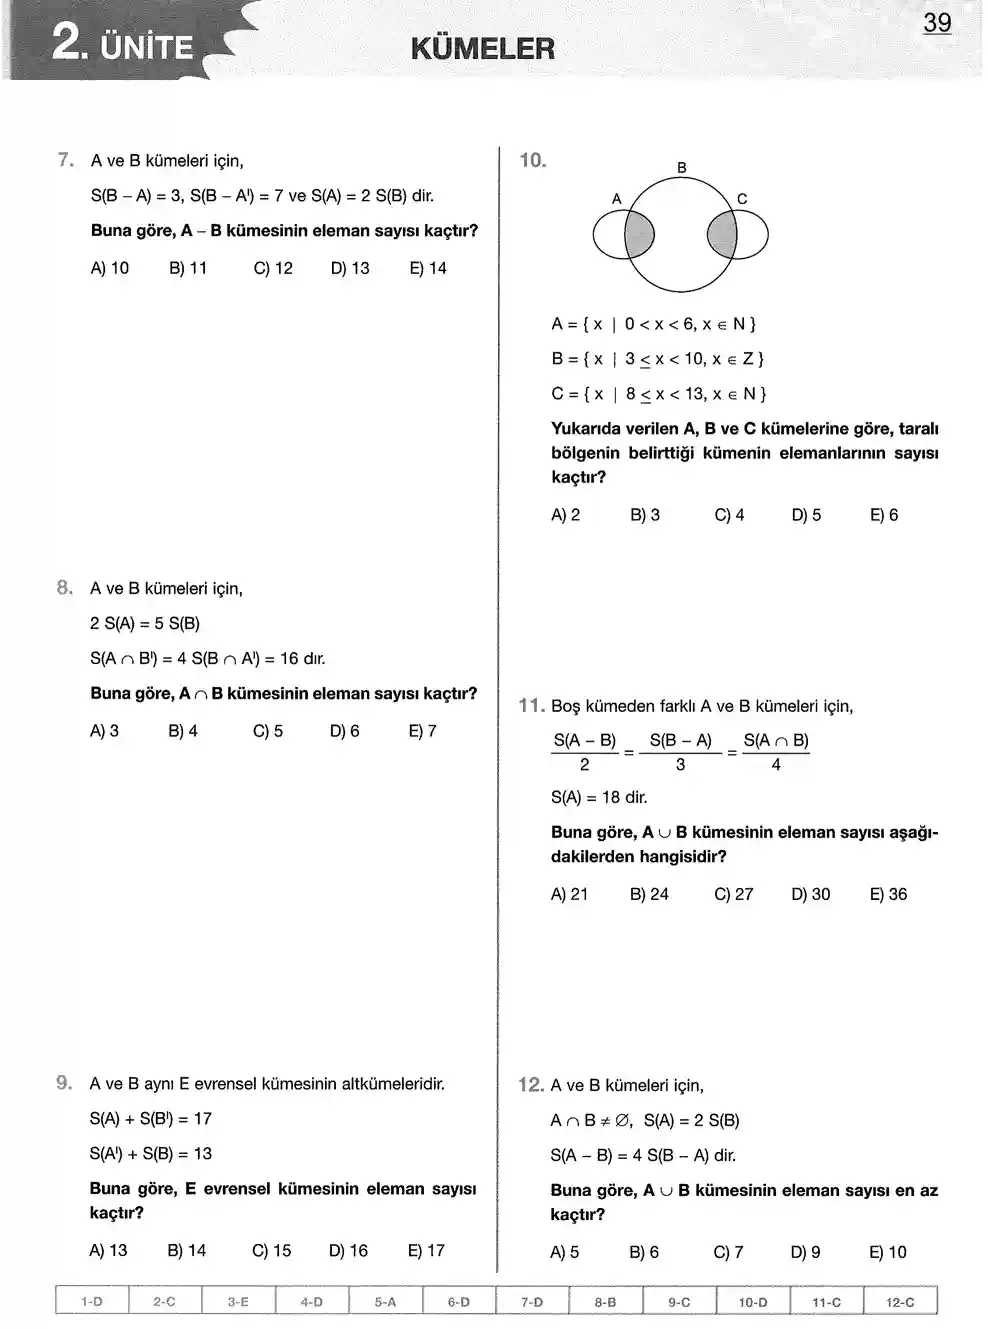 39
2. ÜNİTE
KÜMELER
7. A ve B kümeleri için,
S(B – A) = 3, S(B – A') = 7 ve S(A) = 2 S(B) dir.
Buna göre, A – B kümesinin eleman sayısı kaçtır?
A) 10 B) 11 C) 12 D) 13 E) 14
8. A ve B kümeleri için,
2 S(A) = 5 S(B)
S(A ∩ B') = 4 S(B ∩ A') = 16 dır.
Buna göre, A ∩ B kümesinin eleman sayısı kaçtır?
A) 3 B) 4 C) 5 D) 6 E) 7
9. A ve B aynı E evrensel kümesinin altkümeleridir.
S(A) + S(B') = 17
S(A') + S(B) = 13
Buna göre, E evrensel kümesinin eleman sayısı
kaçtır?
A) 13 B) 14 C) 15 D) 16 E) 17
10.
B
A C
A = { x | 0 < x < 6, x ∈ N }
B = { x | 3 ≤ x < 10, x ∈ Z }
C = { x | 8 ≤ x < 13, x ∈ N }
Yukarıda verilen A, B ve C kümelerine göre, taralı
bölgenin belirttiği kümenin elemanlarının sayısı
kaçtır?
A) 2 B) 3 C) 4 D) 5 E) 6
11. Boş kümeden farklı A ve B kümeleri için,
S(A – B) S(B – A) S(A ∩ B)
= =
2 3 4
S(A) = 18 dir.
Buna göre, A ∪ B kümesinin eleman sayısı aşağı-
dakilerden hangisidir?
A) 21 B) 24 C) 27 D) 30 E) 36
12. A ve B kümeleri için,
A ∩ B ≠ ∅, S(A) = 2 S(B)
S(A – B) = 4 S(B – A) dir.
Buna göre, A ∪ B kümesinin eleman sayısı en az
kaçtır?
A) 5 B) 6 C) 7 D) 9 E) 10
1-D 2-C 3-E 4-D 5-A 6-D 7-D 8-B 9-C 10-D 11-C 12-C